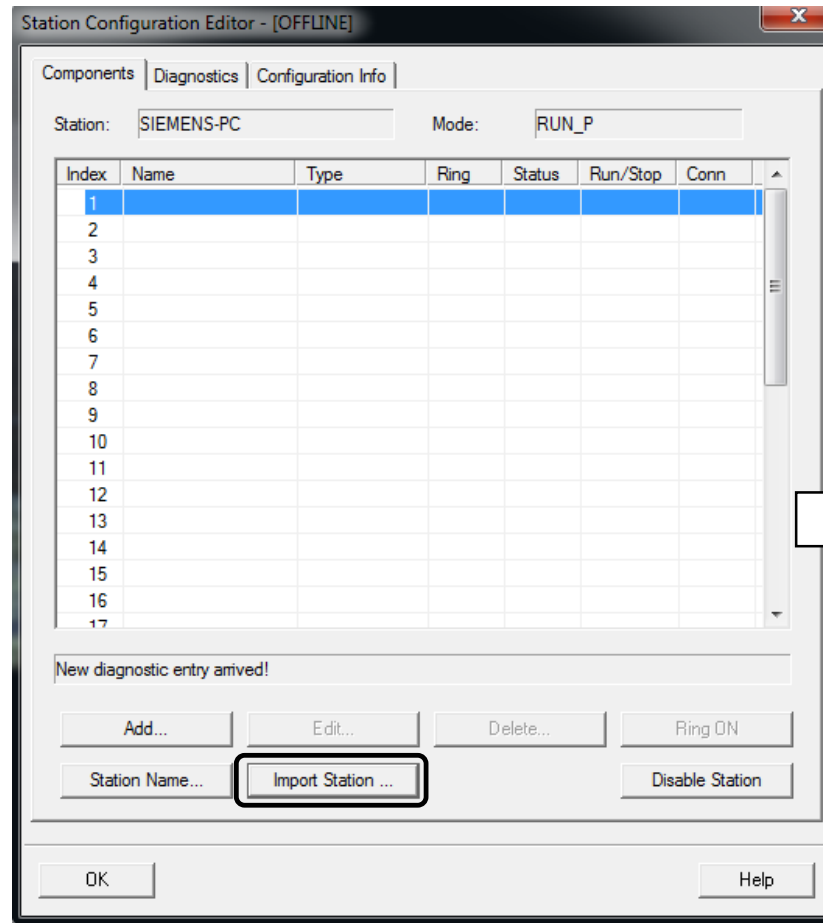 Station Configuration Editor - [OFFLINE]
Components Diagnostics Configuration Info
Station: SIEMENS-PC Mode: RUN_P
Index Name Type Ring Status Run/Stop Conn
1
2
3
4
5
6
7
8
9
10
11
12
13
14
15
16
17
New diagnostic entry arrived!
Add... Edit... Delete... Ring ON
Station Name... Import Station ... Disable Station
OK Help